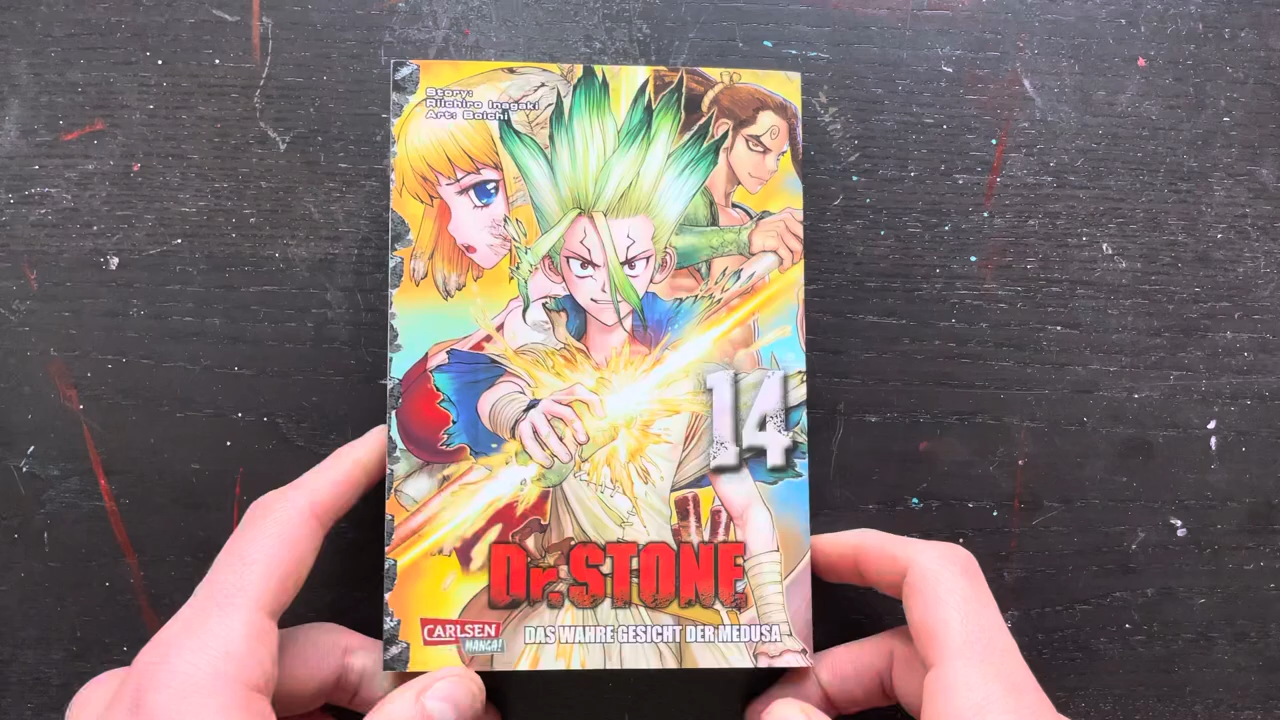 Story:
Riichiro Inagaki
Art: Boichi
14
Dr.STONE
CARLSEN
MANGA!
DAS WAHRE GESICHT DER MEDUSA